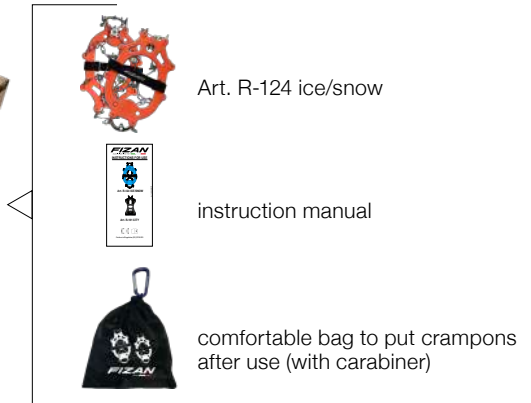 Art. R-124 ice/snow
FIZAN
INSTRUCTIONS FOR USE
instruction manual
comfortable bag to put crampons
after use (with carabiner)
FIZAN